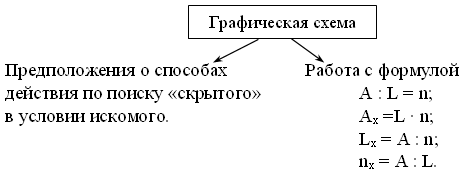 Графическая схема
Предположения о способах
действия по поиску «скрытого»
в условии искомого.
Работа с формулой
A : L = n;
Aₓ =L · n;
Lₓ = A : n;
nₓ = A : L.